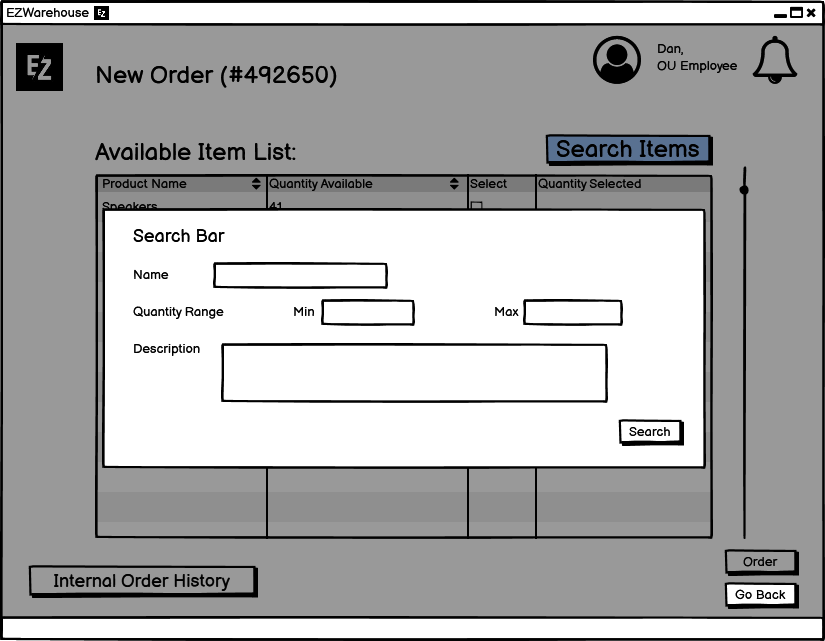 EZWarehouse EZ
EZ
New Order (#492650)
Dan,
OU Employee
Available Item List:
Search Items
Product Name Quantity Available Select Quantity Selected
Speakers 41
Search Bar
Name
Quantity Range Min Max
Description
Search
Internal Order History
Order
Go Back